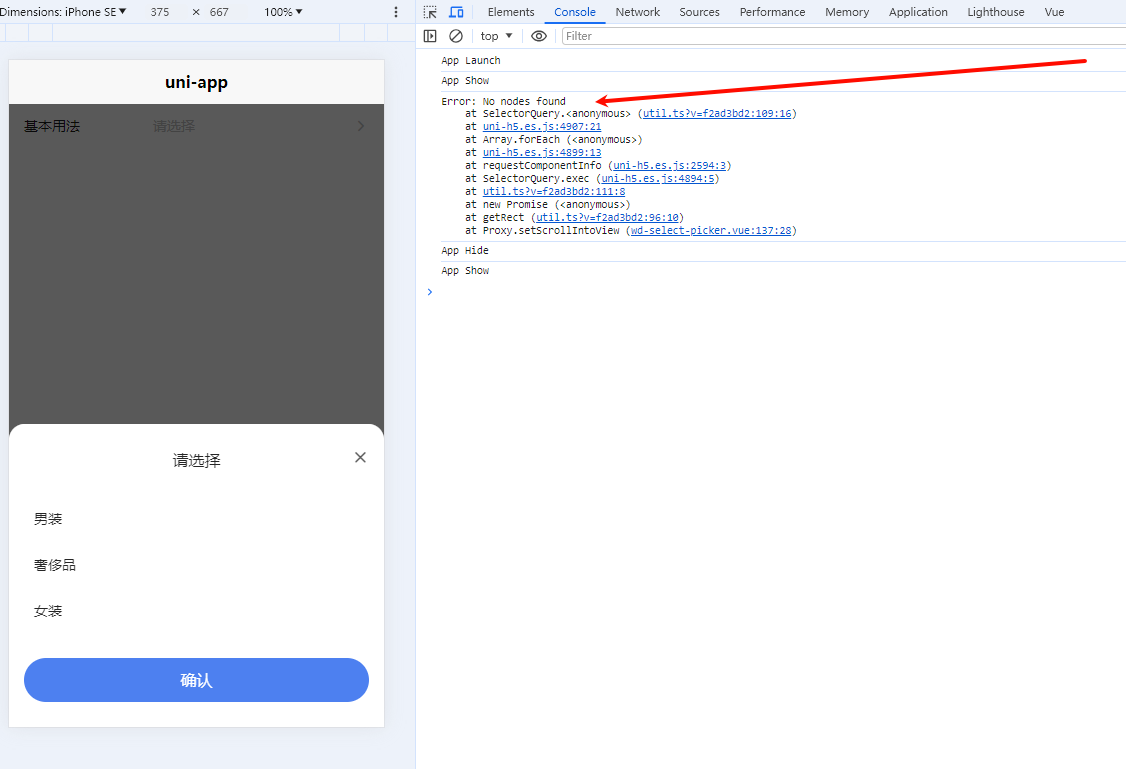 Dimensions: iPhone SE 375 × 667 100%
Elements Console Network Sources Performance Memory Application Lighthouse Vue
top Filter
uni-app
基本用法 请选择
请选择
男装
奢侈品
女装
确认
App Launch
App Show
Error: No nodes found
at SelectorQuery.<anonymous> (util.ts?v=f2ad3bd2:109:16)
at uni-h5.es.js:4907:21
at Array.forEach (<anonymous>)
at uni-h5.es.js:4899:13
at requestComponentInfo (uni-h5.es.js:2594:3)
at SelectorQuery.exec (uni-h5.es.js:4894:5)
at util.ts?v=f2ad3bd2:111:8
at new Promise (<anonymous>)
at getRect (util.ts?v=f2ad3bd2:96:10)
at Proxy.setScrollIntoView (wd-select-picker.vue:137:28)
App Hide
App Show